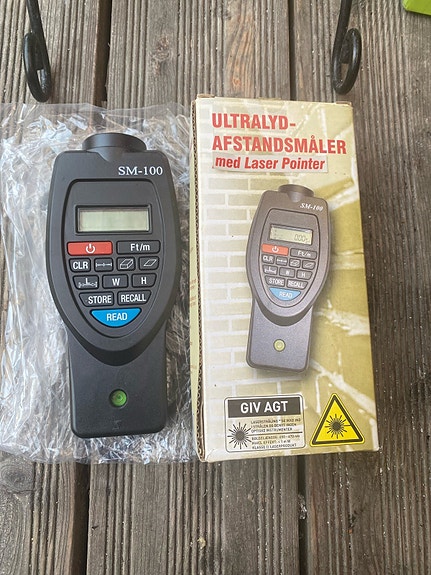 SM-100
Ft/m
CLR
W
H
STORE
RECALL
READ
ULTRALYD-
AFSTANDSMÅLER
med Laser Pointer
SM-100
Ft/m
CLR
W
H
STORE
RECALL
READ
GIV AGT